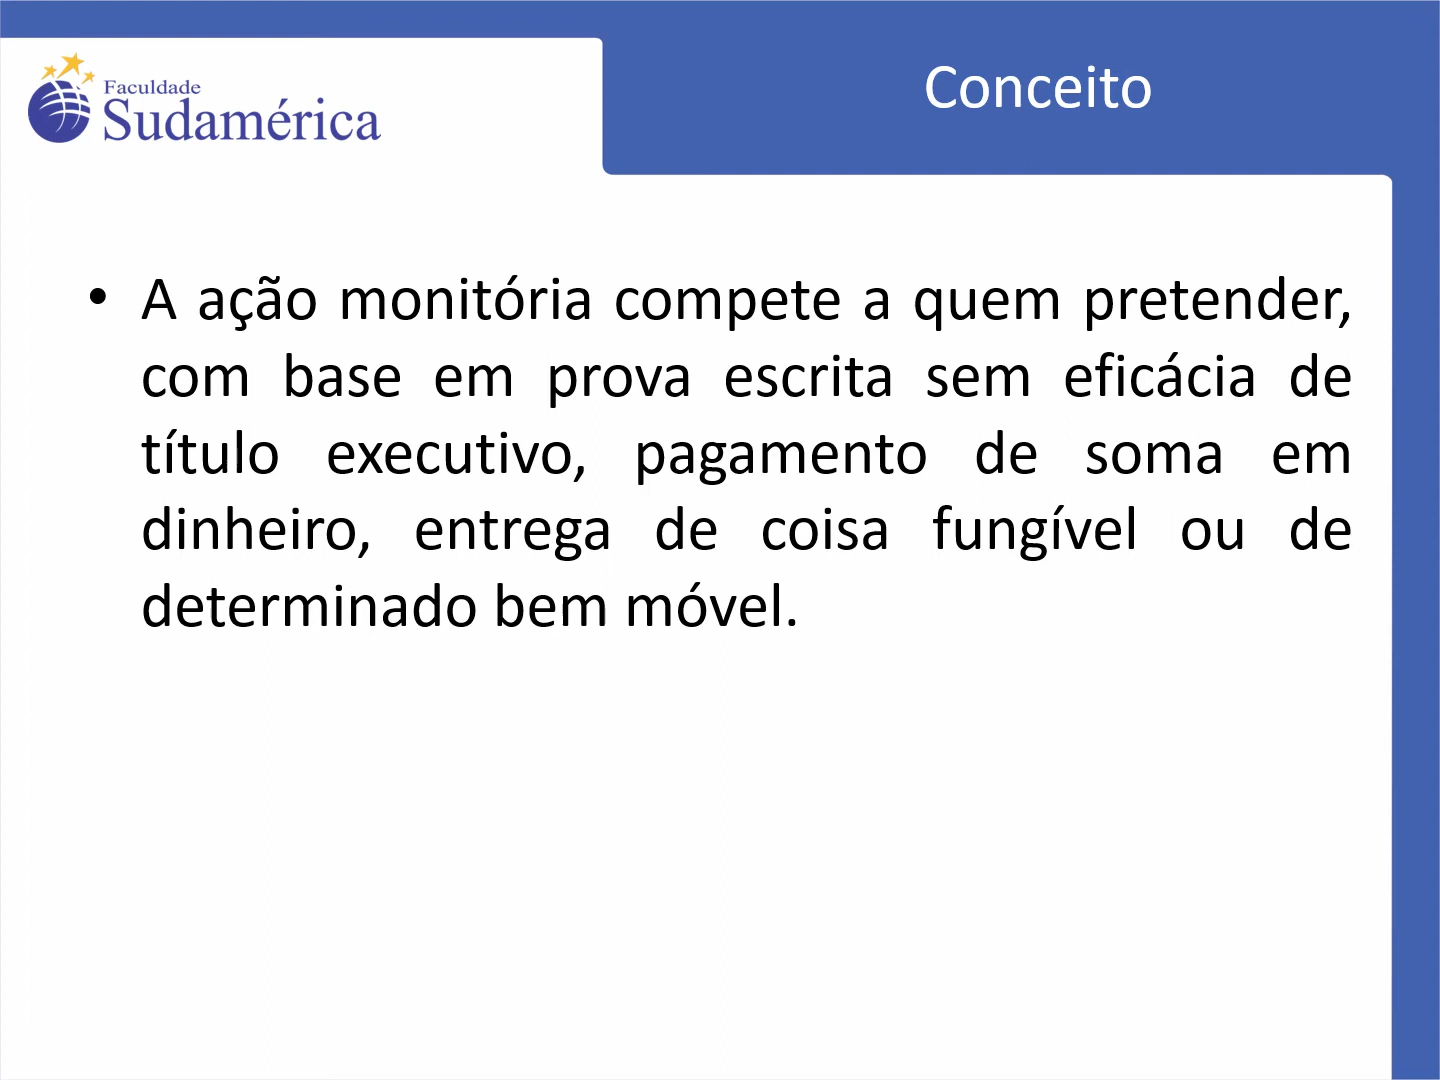 Faculdade
Sudamérica
Conceito
• A ação monitória compete a quem pretender,
com base em prova escrita sem eficácia de
título executivo, pagamento de soma em
dinheiro, entrega de coisa fungível ou de
determinado bem móvel.